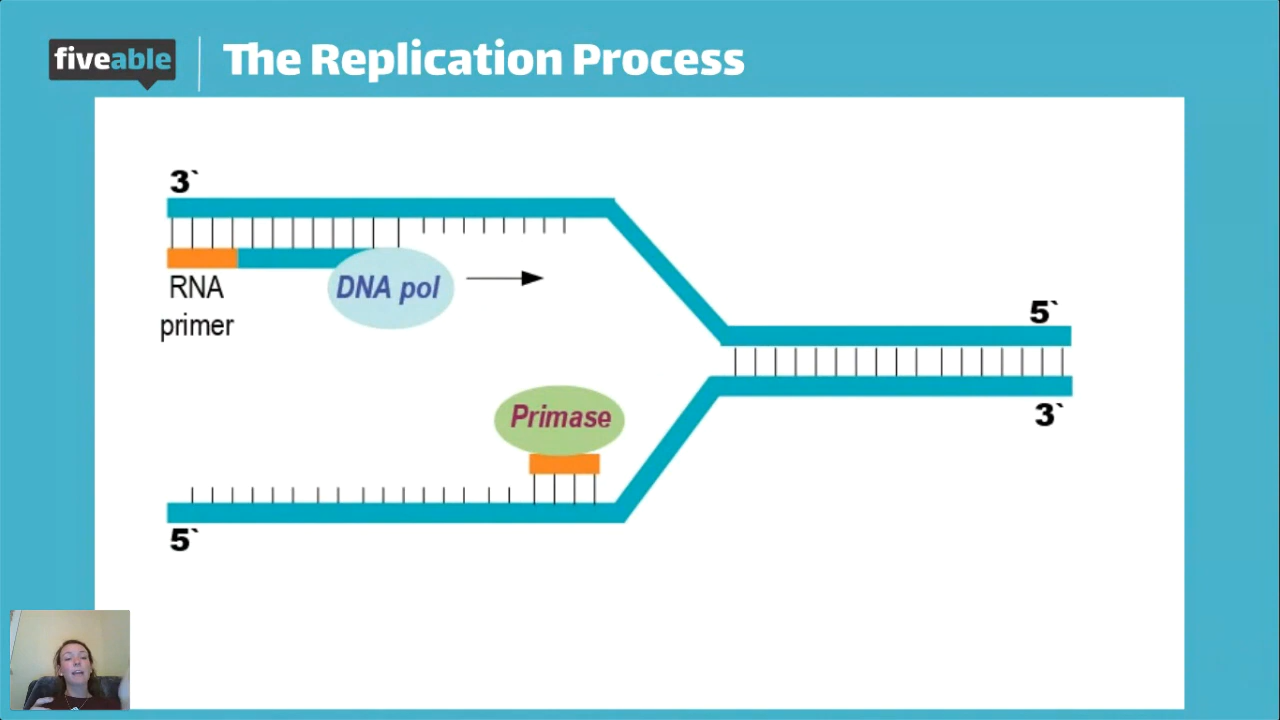 fiveable
The Replication Process
3`
RNA
primer
DNA pol
5`
3`
Primase
5`